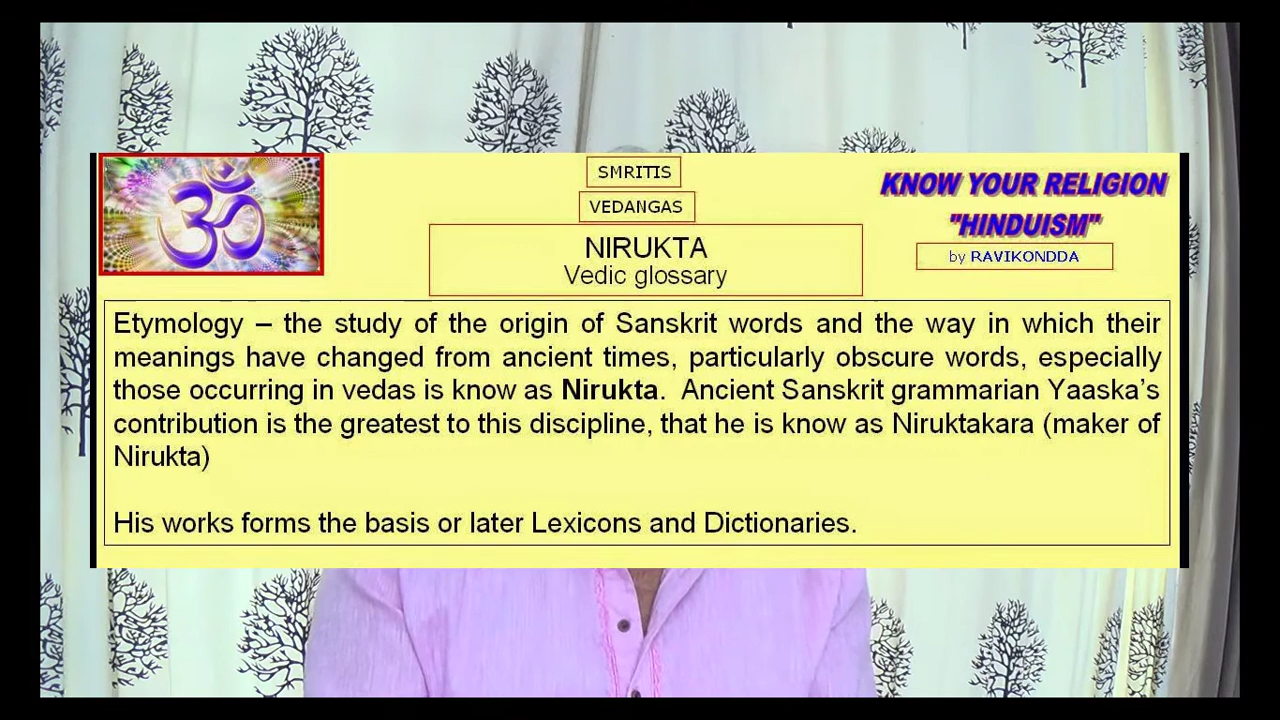 SMRITIS
VEDANGAS
NIRUKTA
Vedic glossary
KNOW YOUR RELIGION
"HINDUISM"
by RAVIKONDDA
Etymology – the study of the origin of Sanskrit words and the way in which their
meanings have changed from ancient times, particularly obscure words, especially
those occurring in vedas is know as Nirukta. Ancient Sanskrit grammarian Yaaska's
contribution is the greatest to this discipline, that he is know as Niruktakara (maker of
Nirukta)
His works forms the basis or later Lexicons and Dictionaries.
ॐ